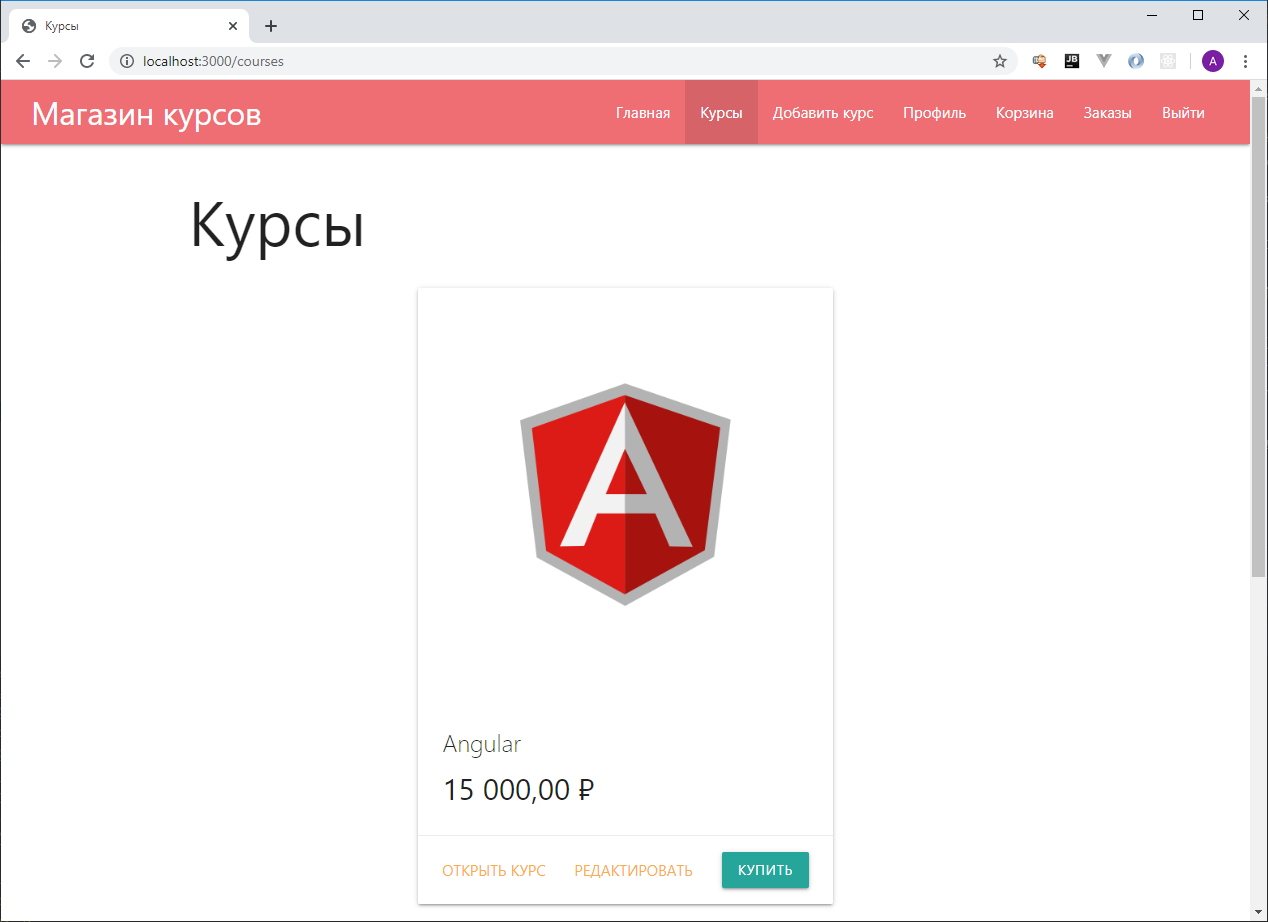 Курсы
localhost:3000/courses
JB
A
Магазин курсов
Главная
Курсы
Добавить курс
Профиль
Корзина
Заказы
Выйти
Курсы
A
Angular
15 000,00 ₽
ОТКРЫТЬ КУРС
РЕДАКТИРОВАТЬ
КУПИТЬ